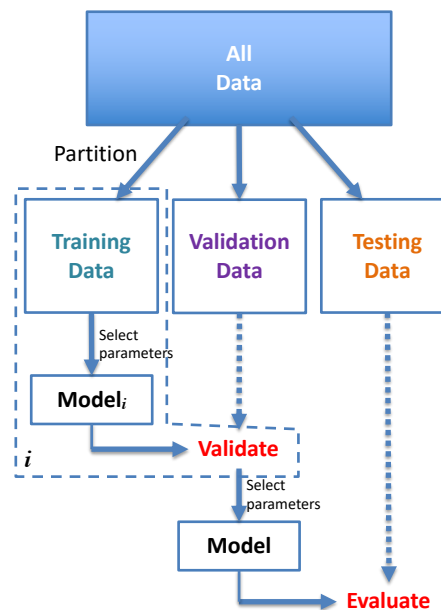 All
Data
Partition
Training
Data
Validation
Data
Testing
Data
Select
parameters
Modelᵢ
i
Validate
Select
parameters
Model
Evaluate